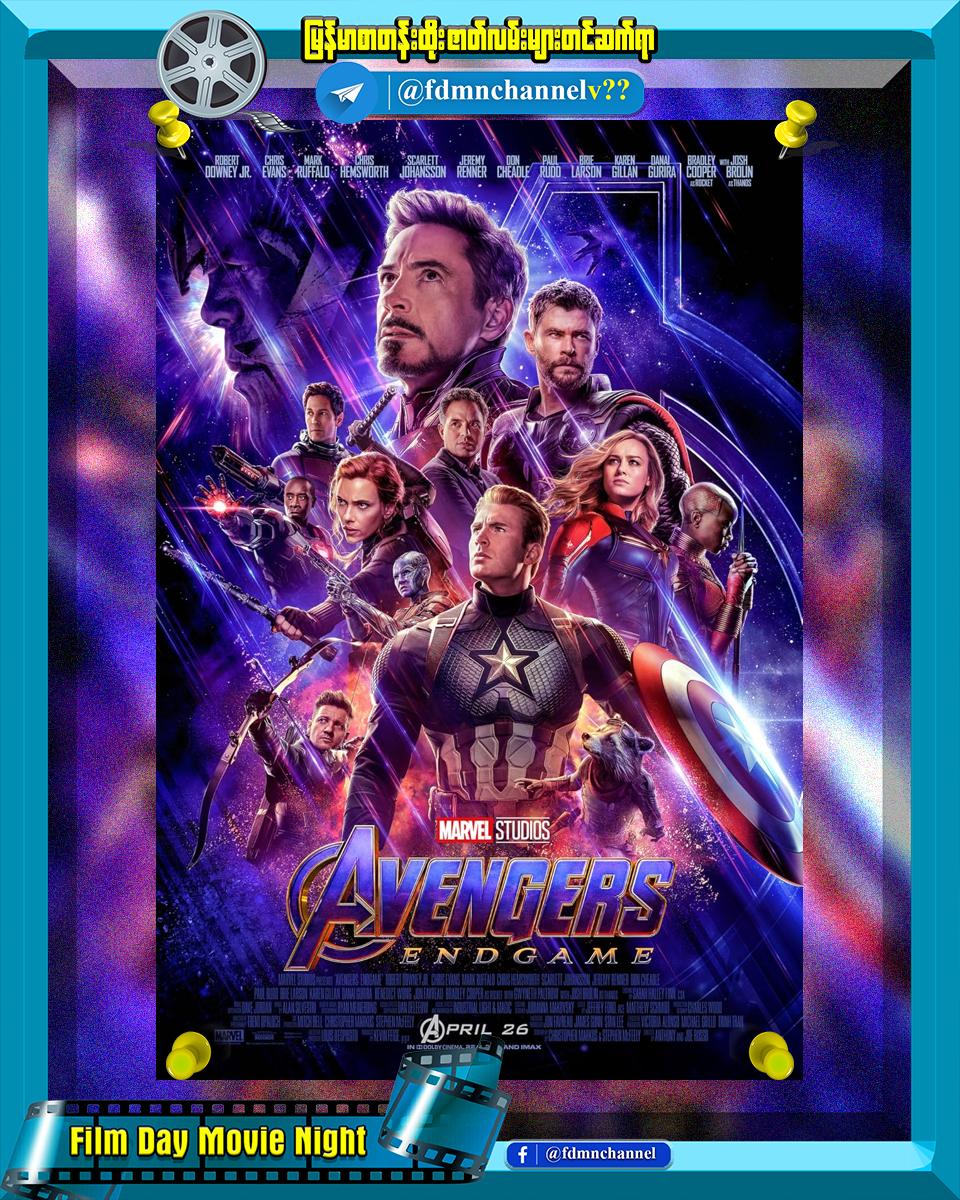 မြန်မာစာတန်းထိုးဇာတ်လမ်းများတင်ဆက်ရာ
@fdmnchannelv??
ROBERT DOWNEY JR. CHRIS EVANS MARK RUFFALO CHRIS HEMSWORTH SCARLETT JOHANSSON JEREMY RENNER DON CHEADLE PAUL RUDD BRIE LARSON KAREN GILLAN DANAI GURIRA BRADLEY COOPER AS ROCKET WITH JOSH BROLIN AS THANOS
MARVEL STUDIOS
AVENGERS
ENDGAME
APRIL 26
AND IMAX
MARVEL
Film Day Movie Night
@fdmnchannel